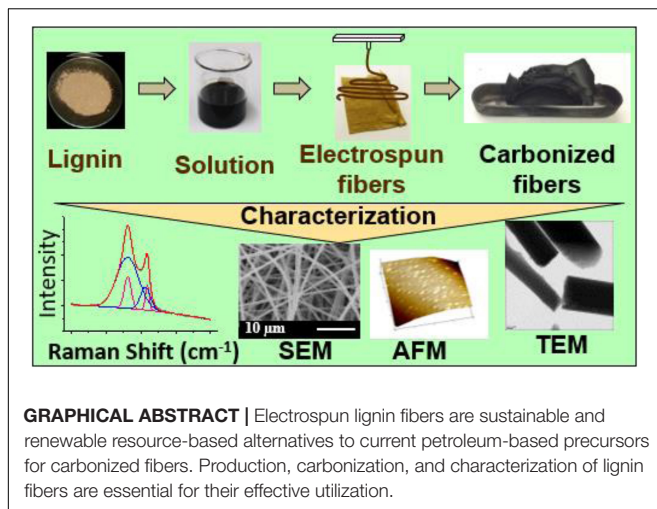 Lignin
Solution
Electrospun
fibers
Carbonized
fibers
Characterization
Intensity
Raman Shift (cm-1)
10 µm
SEM
AFM
TEM
GRAPHICAL ABSTRACT | Electrospun lignin fibers are sustainable and
renewable resource-based alternatives to current petroleum-based precursors
for carbonized fibers. Production, carbonization, and characterization of lignin
fibers are essential for their effective utilization.